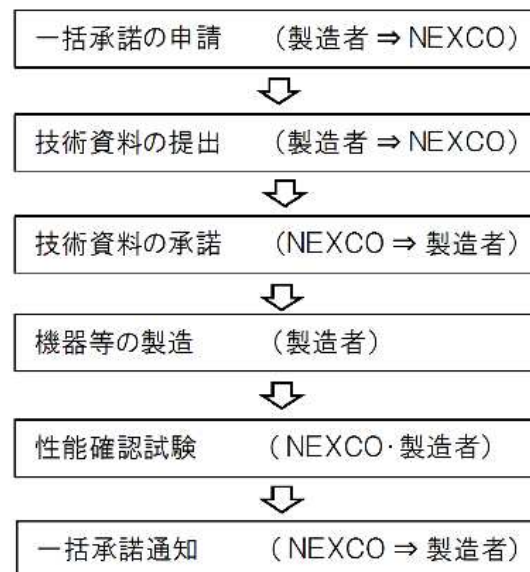 一括承諾の申請　（製造者 ⇒ NEXCO）
技術資料の提出　（製造者 ⇒ NEXCO）
技術資料の承諾　（NEXCO ⇒ 製造者）
機器等の製造　（製造者）
性能確認試験　（NEXCO・製造者）
一括承諾通知　（NEXCO ⇒ 製造者）